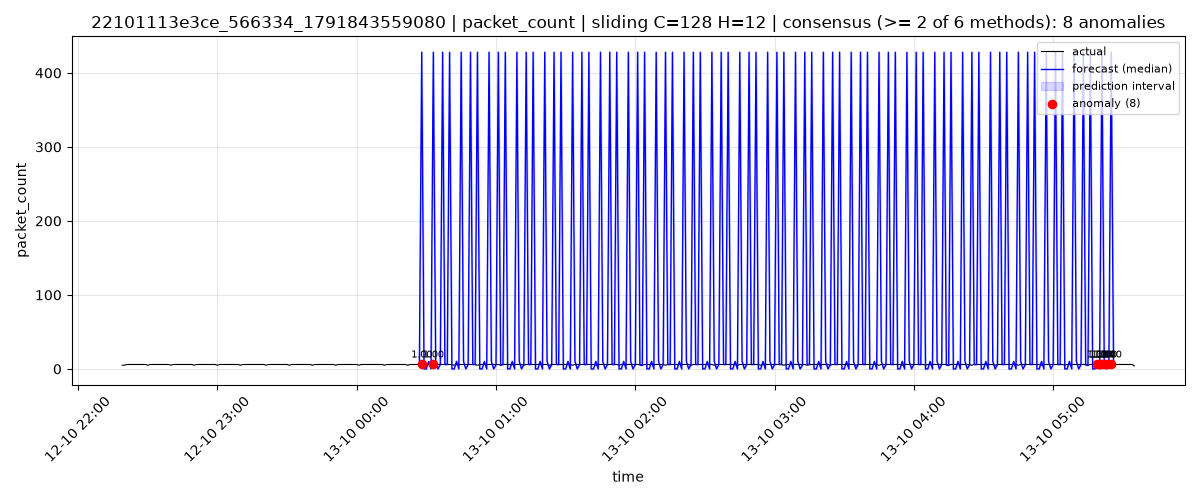 22101113e3ce_566334_1791843559080 | packet_count | sliding C=128 H=12 | consensus (>= 2 of 6 methods): 8 anomalies
actual
forecast (median)
prediction interval
anomaly (8)
packet_count
400
300
200
100
0
12-10 22:00
12-10 23:00
13-10 00:00
13-10 01:00
13-10 02:00
13-10 03:00
13-10 04:00
13-10 05:00
time